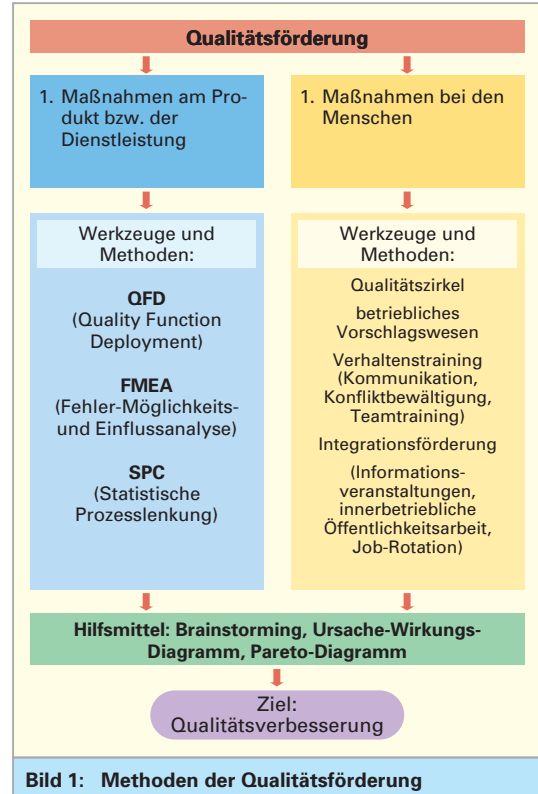 Qualitätsförderung
1. Maßnahmen am Pro-
dukt bzw. der
Dienstleistung
1. Maßnahmen bei den
Menschen
Werkzeuge und
Methoden:
QFD
(Quality Function
Deployment)
FMEA
(Fehler-Möglichkeits-
und Einflussanalyse)
SPC
(Statistische
Prozesslenkung)
Werkzeuge und
Methoden:
Qualitätszirkel
betriebliches
Vorschlagswesen
Verhaltenstraining
(Kommunikation,
Konfliktbewältigung,
Teamtraining)
Integrationsförderung
(Informations-
veranstaltungen,
innerbetriebliche
Öffentlichkeitsarbeit,
Job-Rotation)
Hilfsmittel: Brainstorming, Ursache-Wirkungs-
Diagramm, Pareto-Diagramm
Ziel:
Qualitätsverbesserung
Bild 1: Methoden der Qualitätsförderung